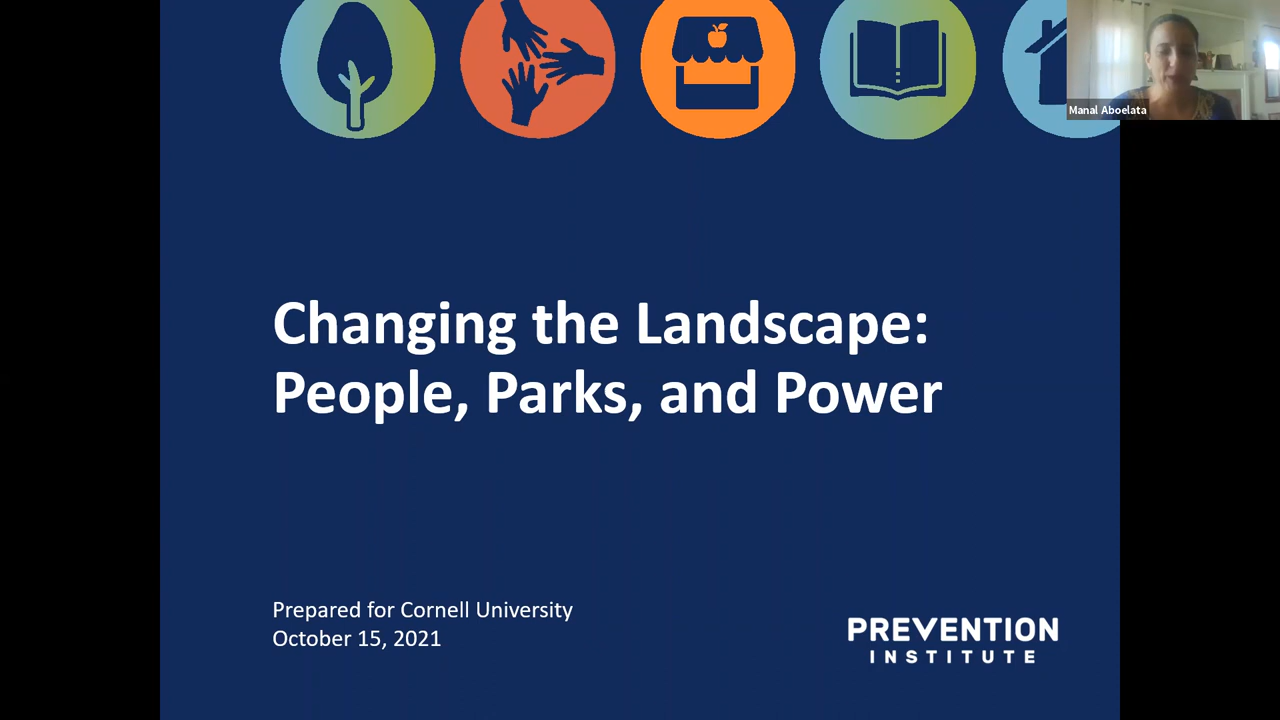 Manal Aboelata
Changing the Landscape:
People, Parks, and Power
Prepared for Cornell University
October 15, 2021
PREVENTION
INSTITUTE